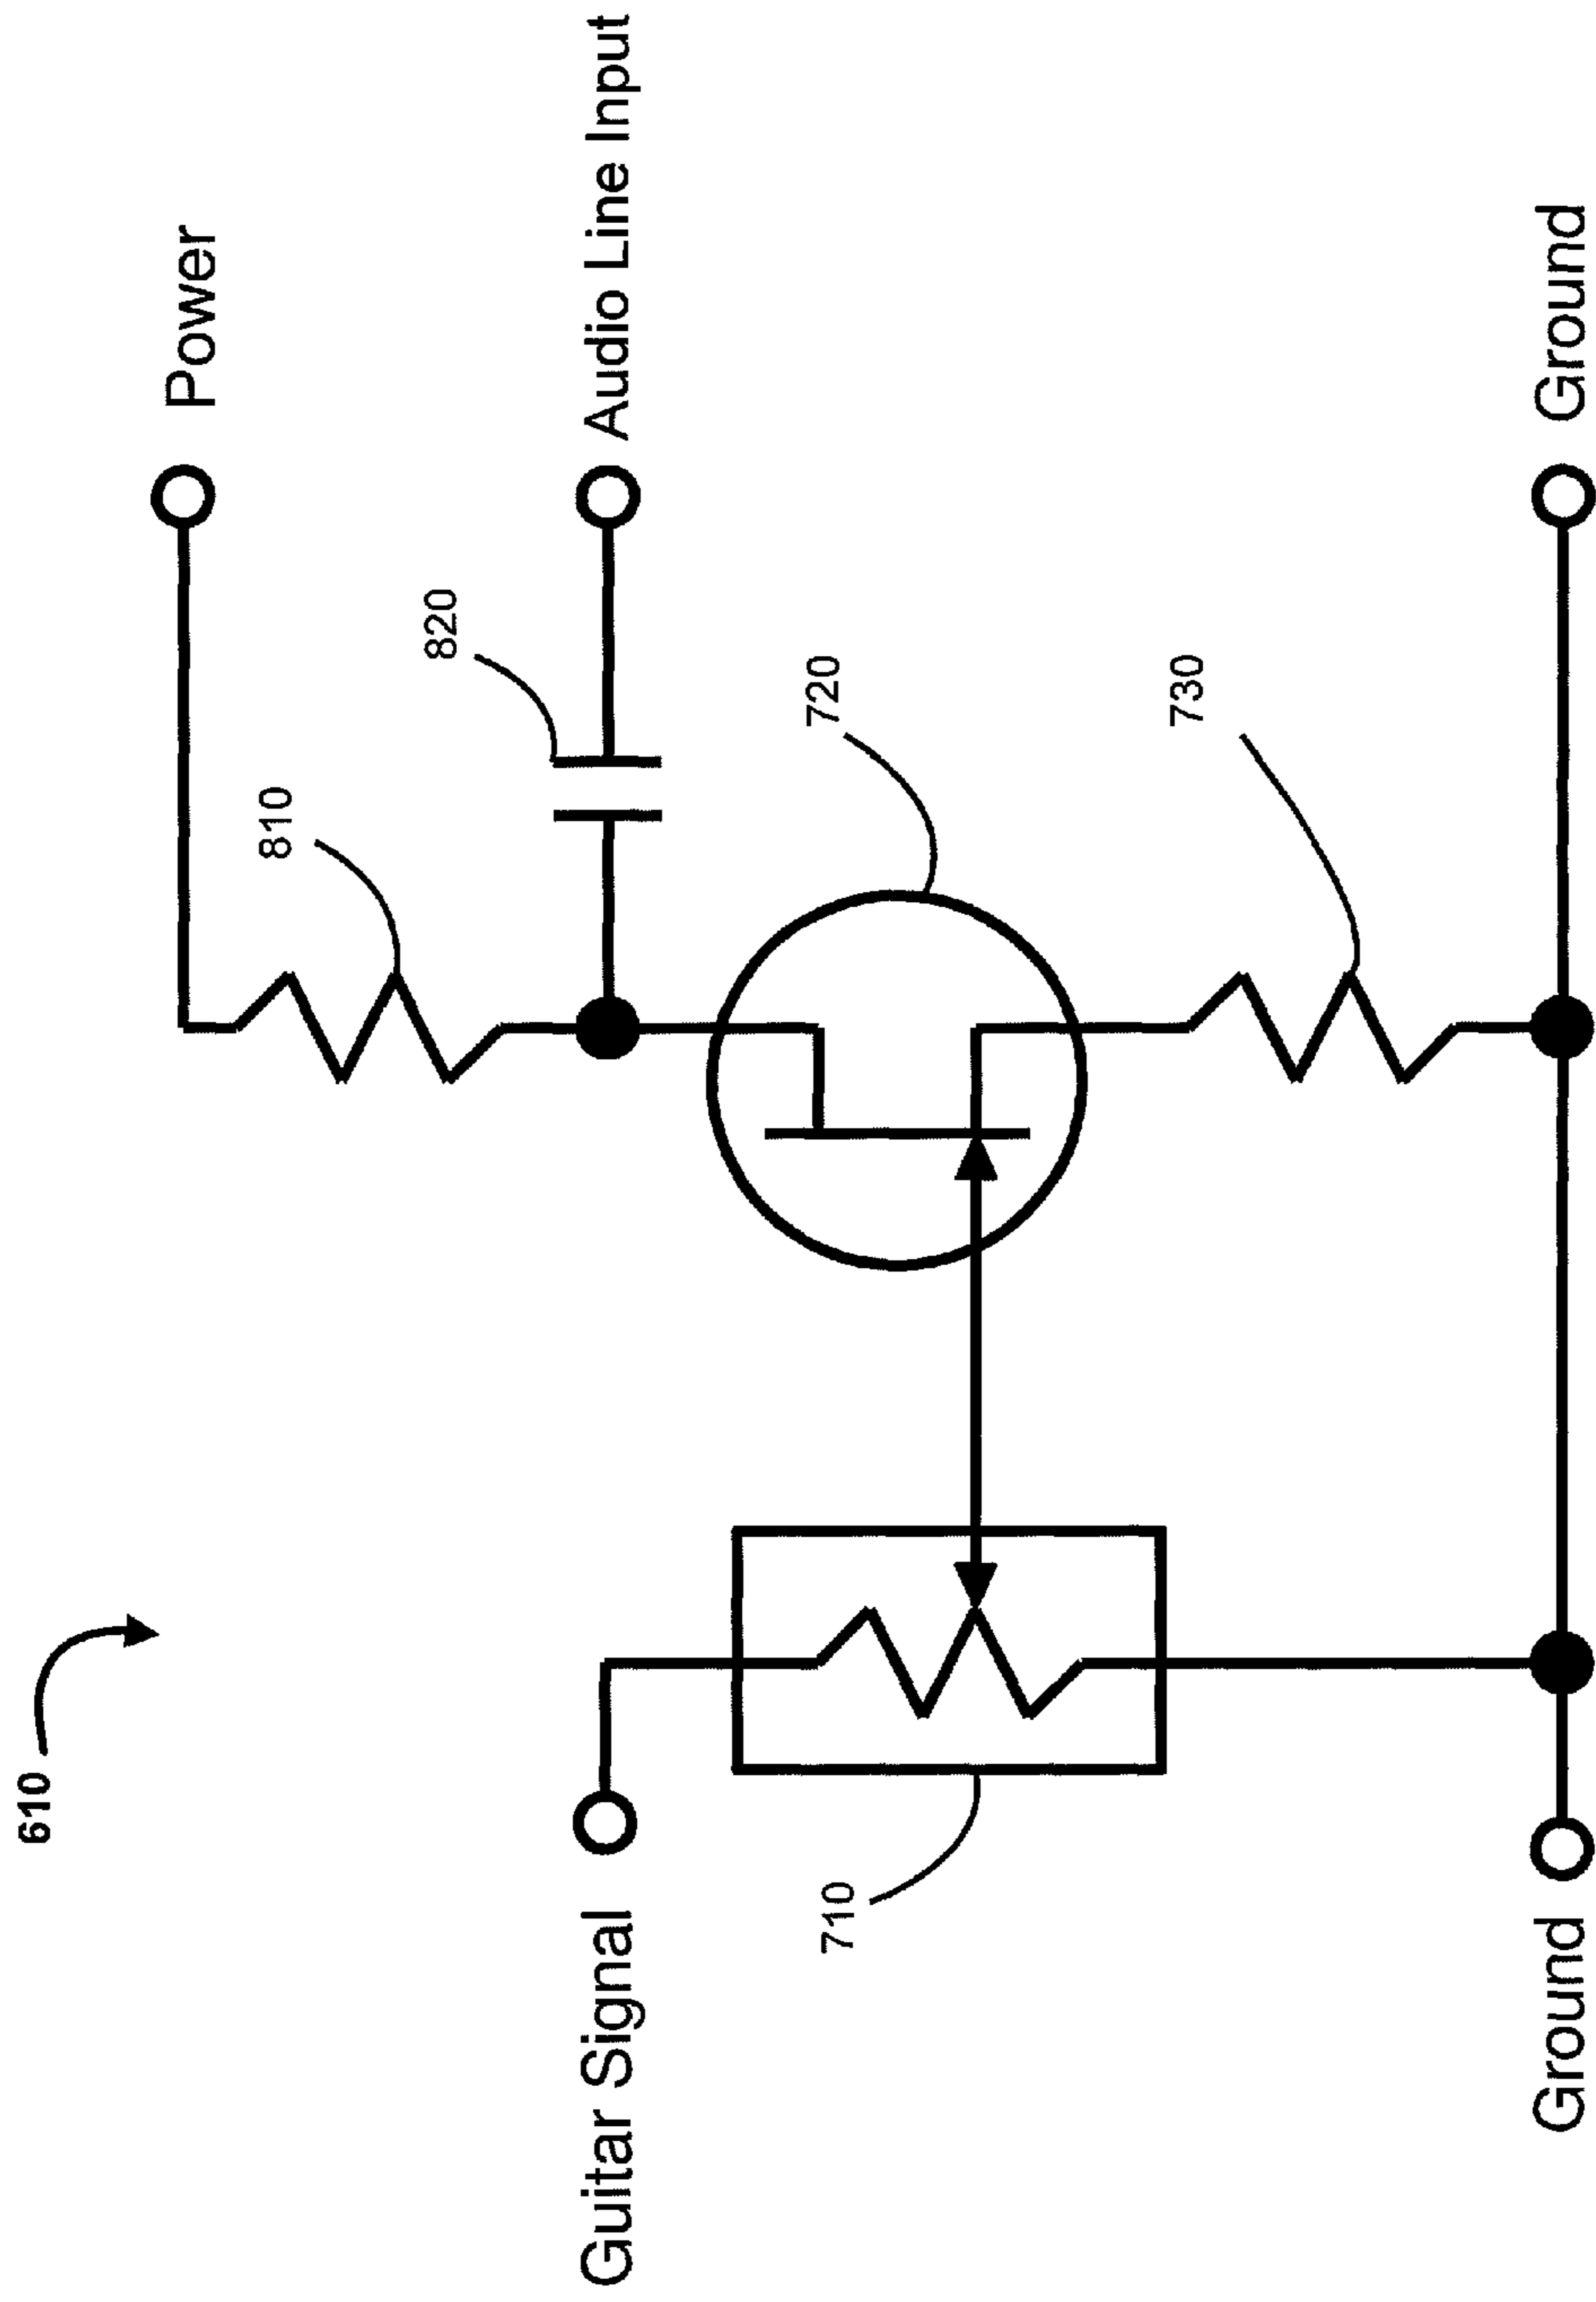 610
Power
810
820
Audio Line Input
Guitar Signal
720
710
730
Ground
Ground